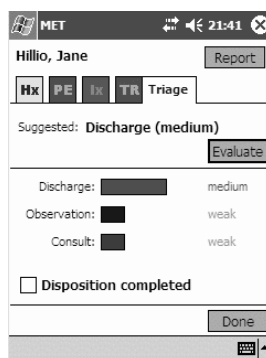 MET 21:41
Hillio, Jane Report
Hx PE Ix TR Triage
Suggested: Discharge (medium)
Evaluate
Discharge: medium
Observation: weak
Consult: weak
Disposition completed
Done